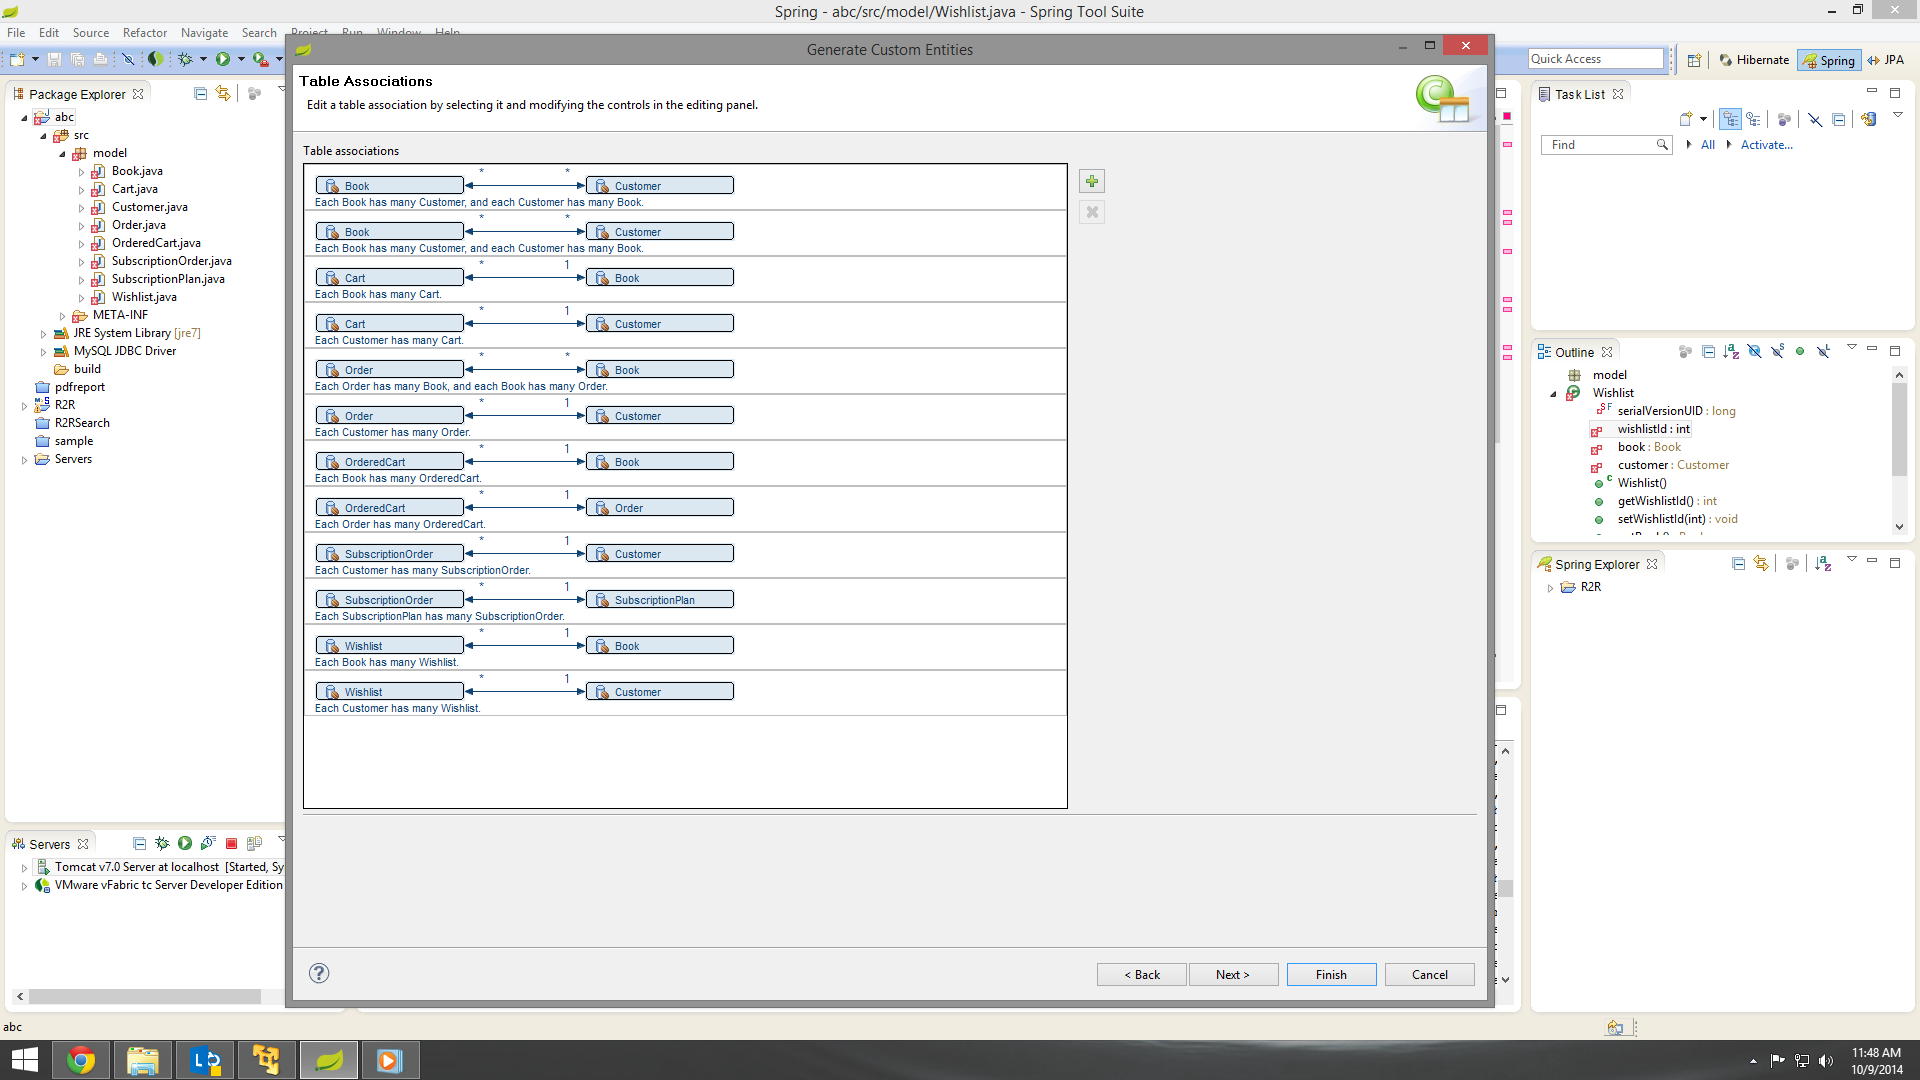 Spring - abc/src/model/Wishlist.java - Spring Tool Suite
File Edit Source Refactor Navigate Search Project Run Window Help
Quick Access
Hibernate
Spring
JPA
Package Explorer
abc
src
model
Book.java
Cart.java
Customer.java
Order.java
OrderedCart.java
SubscriptionOrder.java
SubscriptionPlan.java
Wishlist.java
META-INF
JRE System Library [jre7]
MySQL JDBC Driver
build
pdfreport
R2R
R2RSearch
sample
Servers
Servers
Tomcat v7.0 Server at localhost [Started, Sy
VMware vFabric tc Server Developer Edition
abc
Generate Custom Entities
Table Associations
Edit a table association by selecting it and modifying the controls in the editing panel.
Table associations
Book * * Customer
Each Book has many Customer, and each Customer has many Book.
Book * * Customer
Each Book has many Customer, and each Customer has many Book.
Cart * 1 Book
Each Book has many Cart.
Cart * 1 Customer
Each Customer has many Cart.
Order * * Book
Each Order has many Book, and each Book has many Order.
Order * 1 Customer
Each Customer has many Order.
OrderedCart * 1 Book
Each Book has many OrderedCart.
OrderedCart * 1 Order
Each Order has many OrderedCart.
SubscriptionOrder * 1 Customer
Each Customer has many SubscriptionOrder.
SubscriptionOrder * 1 SubscriptionPlan
Each SubscriptionPlan has many SubscriptionOrder.
Wishlist * 1 Book
Each Book has many Wishlist.
Wishlist * 1 Customer
Each Customer has many Wishlist.
< Back
Next >
Finish
Cancel
Task List
Find
All
Activate...
Outline
model
Wishlist
serialVersionUID : long
wishlistId : int
book : Book
customer : Customer
Wishlist()
getWishlistId() : int
setWishlistId(int) : void
Spring Explorer
R2R
11:48 AM
10/9/2014